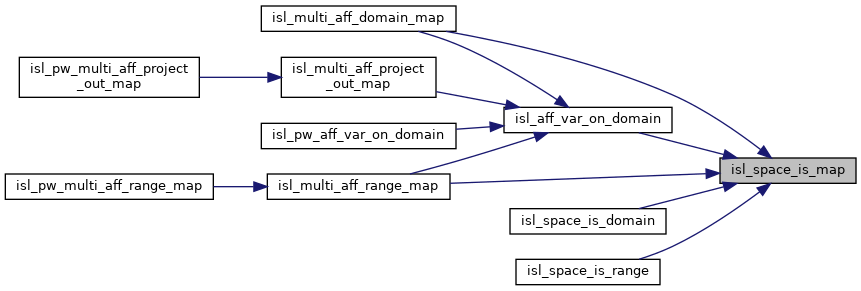 isl_multi_aff_domain_map
isl_pw_multi_aff_project
_out_map
isl_multi_aff_project
_out_map
isl_aff_var_on_domain
isl_pw_aff_var_on_domain
isl_space_is_map
isl_pw_multi_aff_range_map
isl_multi_aff_range_map
isl_space_is_domain
isl_space_is_range